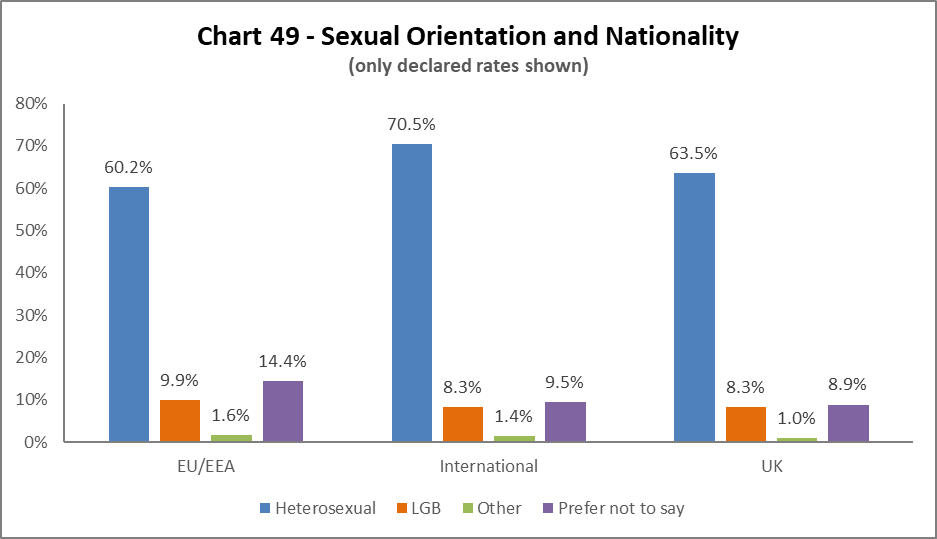 Chart 49 - Sexual Orientation and Nationality
(only declared rates shown)
80%
70%
60%
50%
40%
30%
20%
10%
0%
60.2%
9.9%
1.6%
14.4%
70.5%
8.3%
1.4%
9.5%
63.5%
8.3%
1.0%
8.9%
EU/EEA
International
UK
Heterosexual
LGB
Other
Prefer not to say